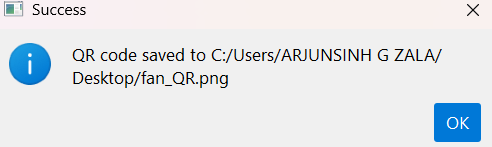 Success
QR code saved to C:/Users/ARJUNSINH G ZALA/
Desktop/fan_QR.png
OK